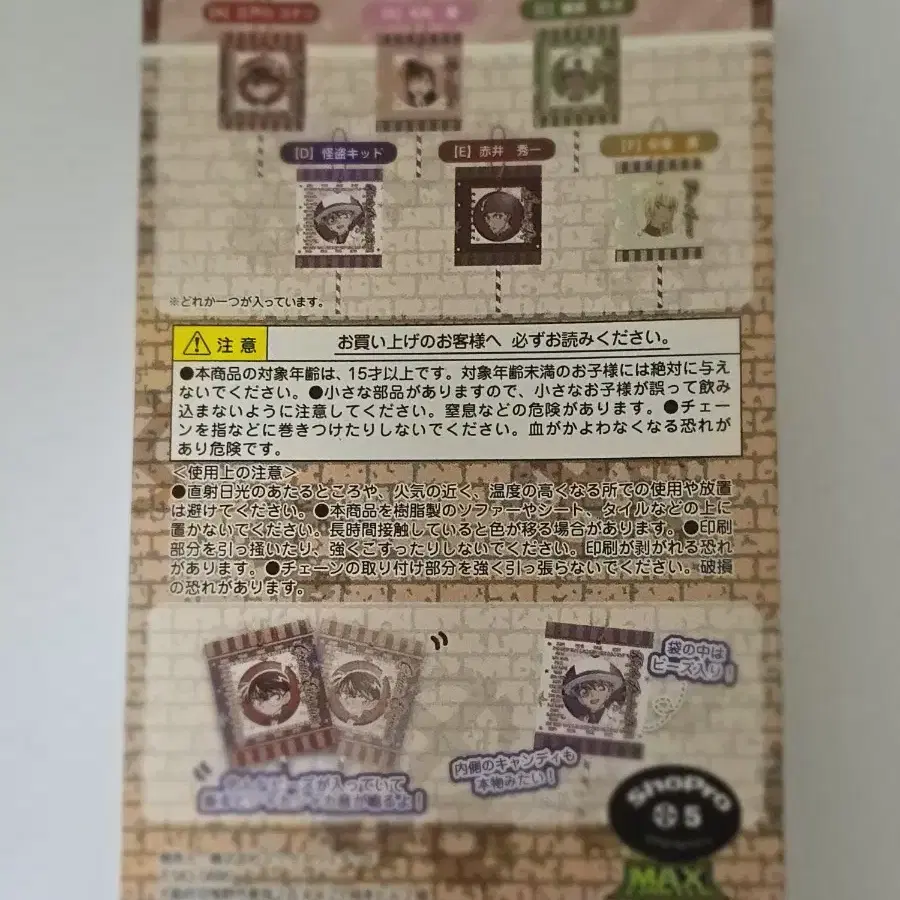 【D】怪盗キッド
【E】赤井 秀一
※どれか一つが入っています。
注意
お買い上げのお客様へ 必ずお読みください。
●本商品の対象年齢は、15才以上です。対象年齢未満のお子様には絶対に与え
ないでください。●小さな部品がありますので、小さなお子様が誤って飲み
込まないように注意してください。窒息などの危険があります。●チェー
ンを指などに巻きつけたりしないでください。血がかよわなくなる恐れが
あり危険です。
＜使用上の注意＞
●直射日光のあたるところや、火気の近く、温度の高くなる所での使用や放置
は避けてください。●本商品を樹脂製のソファーやシート、タイルなどの上に
置かないでください。長時間接触していると色が移る場合があります。●印刷
部分を引っ掻いたり、強くこすったりしないでください。印刷が剥がれる恐れ
があります。●チェーンの取り付け部分を強く引っ張らないでください。破損
の恐れがあります。
袋の中は
ビーズ入り！
内側のキャンディも
本物みたい！
ShoPro
5
MAX